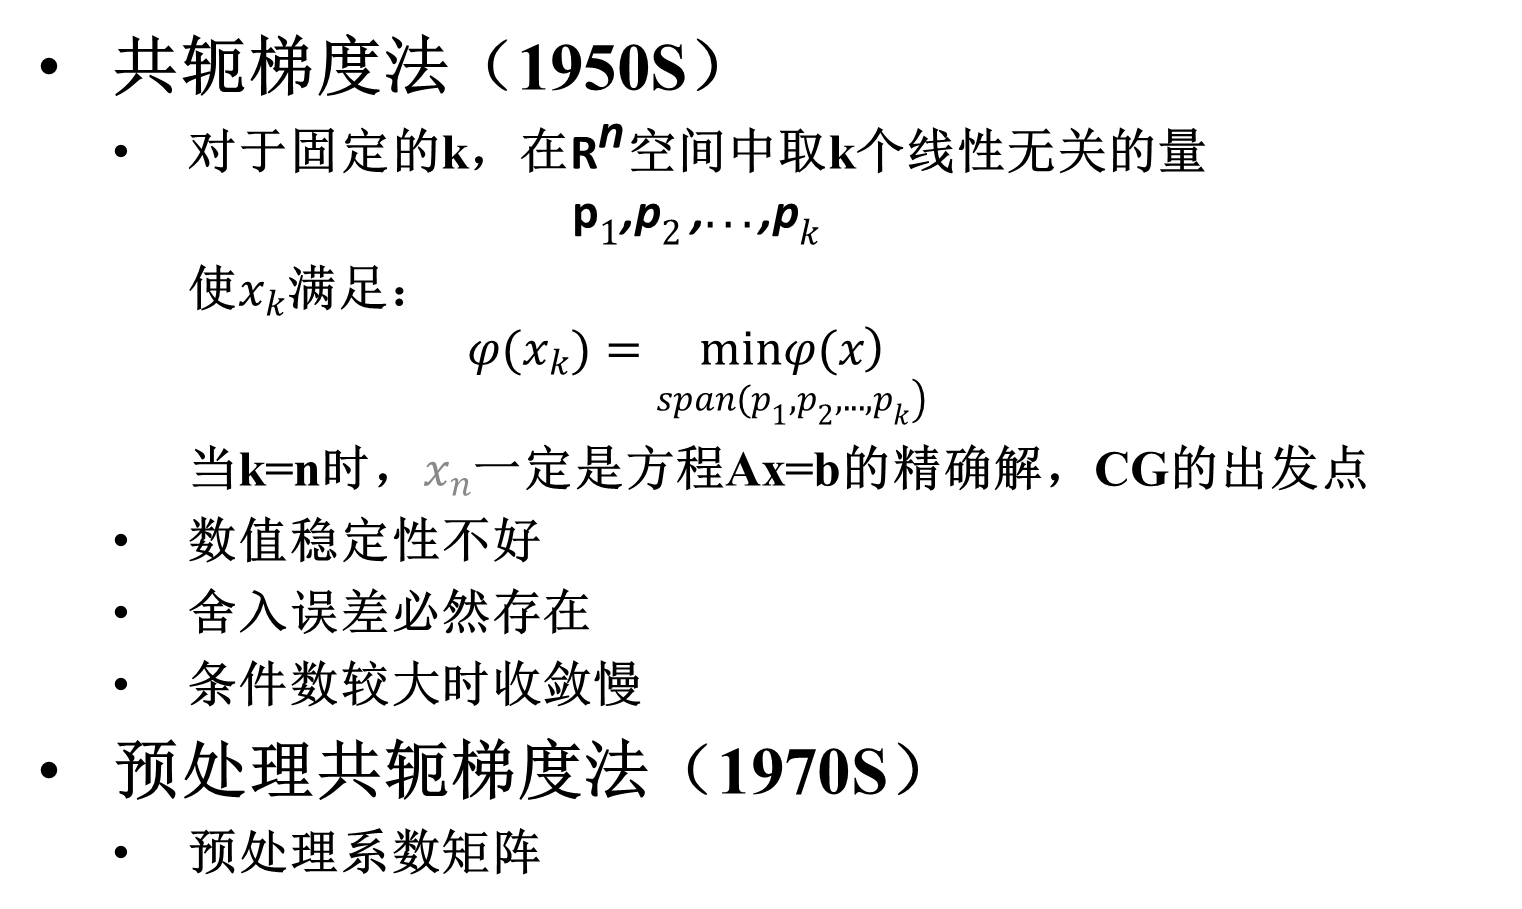 • 共轭梯度法（1950S）
• 对于固定的k，在Rⁿ空间中取k个线性无关的量
p₁,p₂,…,pₖ
使xₖ满足：
φ(xₖ) = minφ(x)
span(p₁,p₂,…,pₖ)
当k=n时，xₙ一定是方程Ax=b的精确解，CG的出发点
• 数值稳定性不好
• 舍入误差必然存在
• 条件数较大时收敛慢
• 预处理共轭梯度法（1970S）
• 预处理系数矩阵